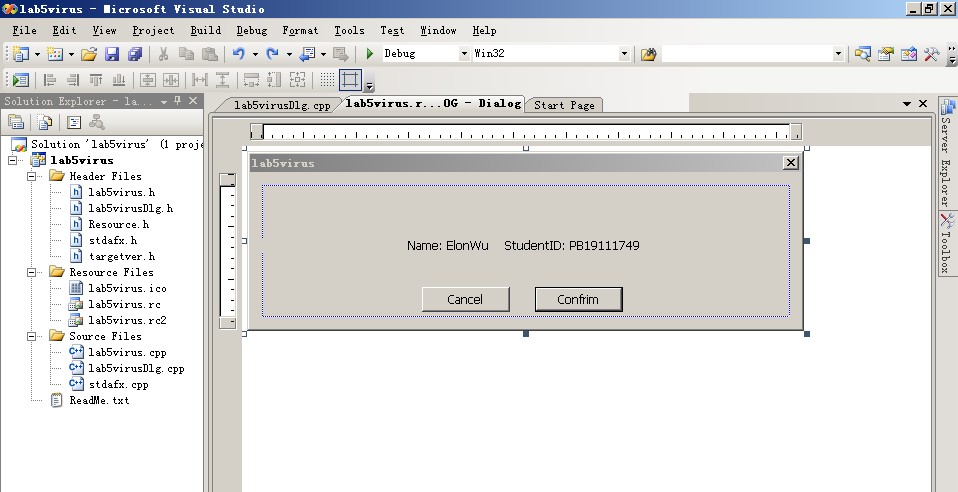 lab5virus - Microsoft Visual Studio
File Edit View Project Build Debug Format Tools Test Window Help
Debug Win32
Solution Explorer - la...
lab5virusDlg.cpp lab5virus.r...OG - Dialog Start Page
Solution 'lab5virus' (1 proje
lab5virus
Header Files
lab5virus.h
lab5virusDlg.h
Resource.h
stdafx.h
targetver.h
Resource Files
lab5virus.ico
lab5virus.rc
lab5virus.rc2
Source Files
lab5virus.cpp
lab5virusDlg.cpp
stdafx.cpp
ReadMe.txt
lab5virus
Name: ElonWu StudentID: PB19111749
Cancel Confrim
Server Explorer
Toolbox